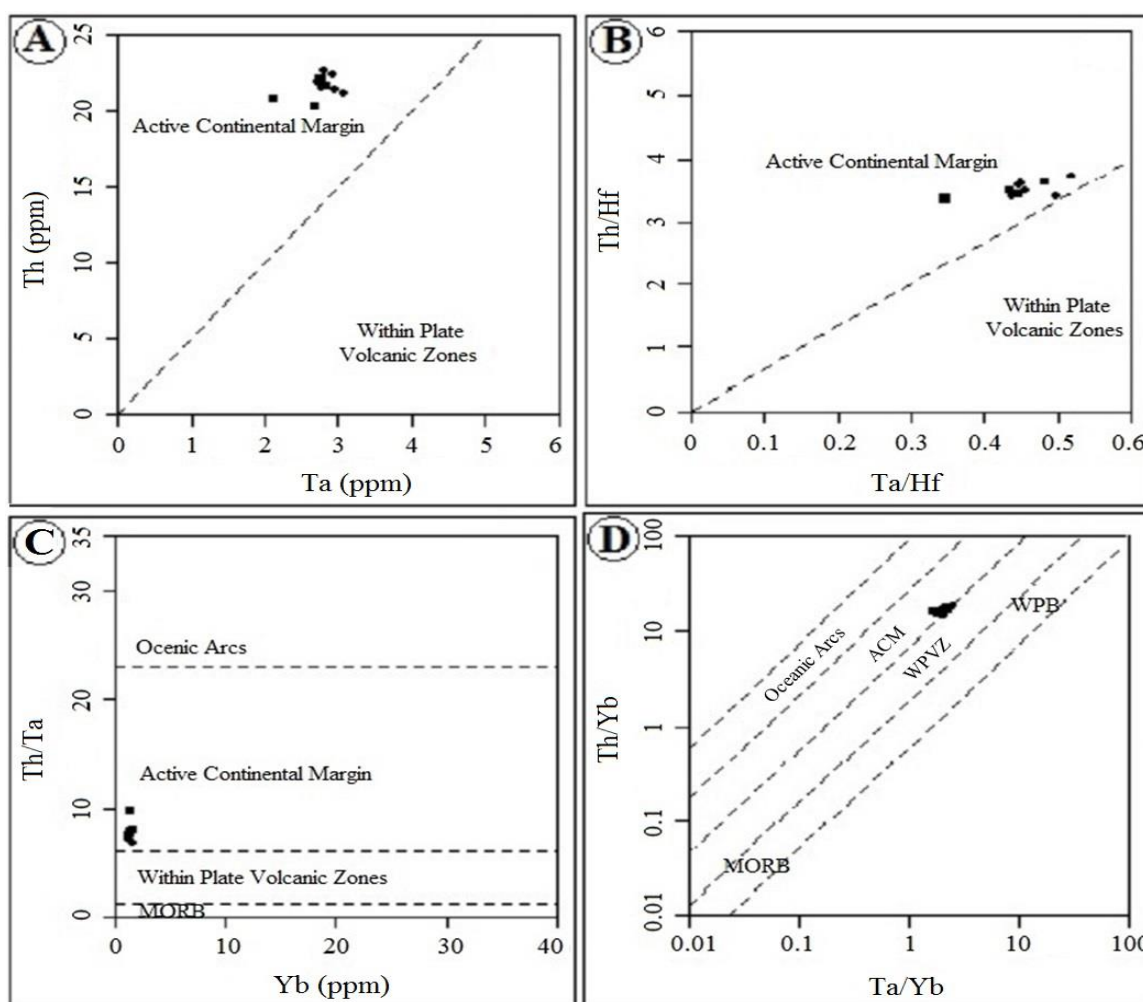 A
25
20
15
10
5
0
Th (ppm)
Active Continental Margin
Within Plate
Volcanic Zones
0 1 2 3 4 5 6
Ta (ppm)
B
6
5
4
3
2
1
0
Th/Hf
Active Continental Margin
Within Plate
Volcanic Zones
0 0.1 0.2 0.3 0.4 0.5 0.6
Ta/Hf
C
35
30
20
10
0
Th/Ta
Ocenic Arcs
Active Continental Margin
Within Plate Volcanic Zones
MORB
0 10 20 30 40
Yb (ppm)
D
100
10
1
0.1
0.01
Th/Yb
Oceanic Arcs
ACM
WPVZ
WPB
MORB
0.01 0.1 1 10 100
Ta/Yb